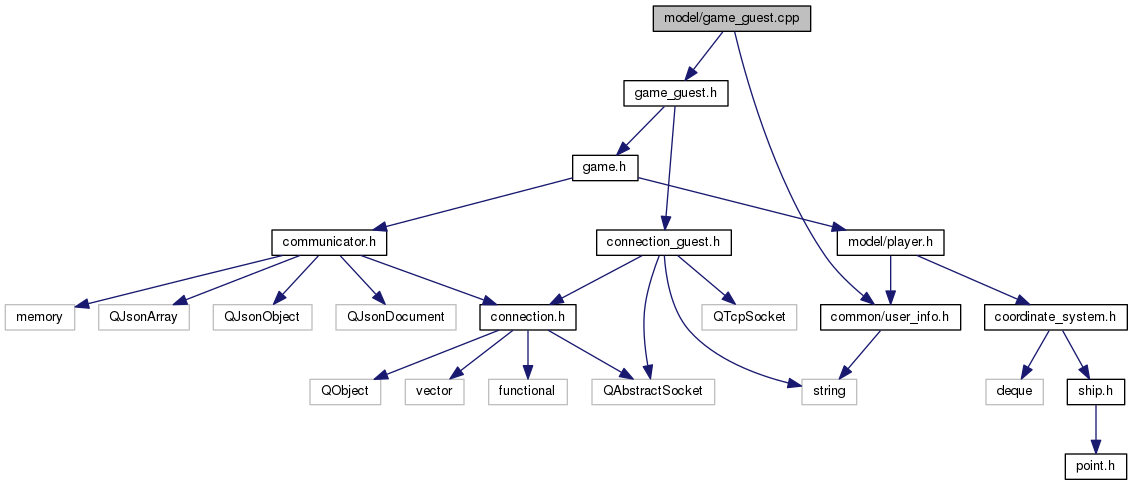 model/game_guest.cpp
game_guest.h
game.h
communicator.h
connection_guest.h
model/player.h
memory
QJsonArray
QJsonObject
QJsonDocument
connection.h
QTcpSocket
common/user_info.h
coordinate_system.h
QObject
vector
functional
QAbstractSocket
string
deque
ship.h
point.h